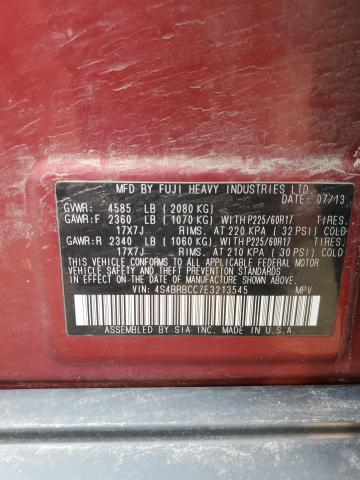 MFD BY FUJI HEAVY INDUSTRIES LTD.
DATE: 07/13
GVWR: 4585 LB (2080 KG)
GAWR:F 2360 LB (1070 KG) WITH P225/60R17 TIRES.
17X7J RIMS. AT 220 KPA (32 PSI) COLD
GAWR:R 2340 LB (1060 KG) WITH P225/60R17 TIRES.
17X7J RIMS. AT 210 KPA (30 PSI) COLD
THIS VEHICLE CONFORMS TO ALL APPLICABLE FEDERAL MOTOR
VEHICLE SAFETY AND THEFT PREVENTION STANDARDS IN EFFECT
ON THE DATE OF MANUFACTURE SHOWN ABOVE.
VIN: 4S4BRBCC7E3213545 MPV
ASSEMBLED BY SIA INC. MADE IN U.S.A.